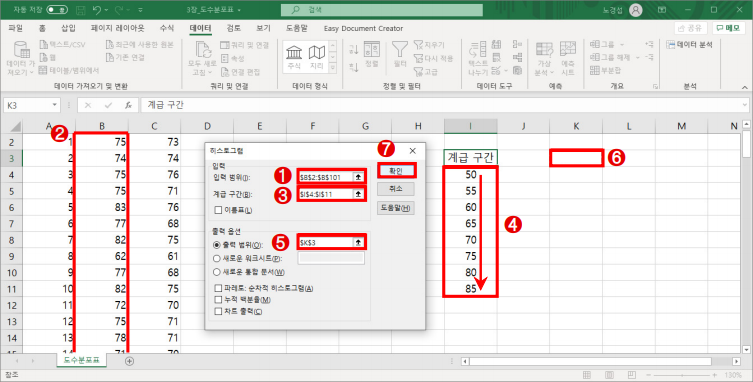 자동 저장 3장_도수분포표 검색 노경섭
파일 홈 삽입 페이지 레이아웃 수식 데이터 검토 보기 도움말 Easy Document Creator 공유 메모
데이터 가져오기 텍스트/CSV 웹 테이블/범위에서 최근에 사용한 원본 기존 연결
모두 새로 고침 쿼리 및 연결 속성 연결 편집
주식 지리 정렬 필터 지우기 다시 적용 고급
텍스트 나누기 가상 분석 예측 시트 그룹 그룹 해제 부분합 데이터 분석
데이터 가져오기 및 변환 쿼리 및 연결 데이터 형식 정렬 및 필터 데이터 도구 예측 개요 분석
K3 fx 계급 구간
A B C D E F G H I J K L M N
2 1 75 73
3 2 74 74 계급 구간
4 3 75 76 50
5 4 75 71 55
6 5 83 76 60
7 6 77 68 65
8 7 82 75 70
9 8 62 61 75
10 9 77 68 80
11 10 82 75 85
12 11 72 70
13 12 75 71
14 13 78 71
2
히스토그램
입력
입력 범위(I): 1 $B$2:$B$101
계급 구간(B): 3 $I$4:$I$11
이름표(L)
출력 옵션
출력 범위(O): 5 $K$3
새로운 워크시트(P):
새로운 통합 문서(W)
파레토: 순차적 히스토그램(A)
누적 백분율(M)
차트 출력(C)
7
확인
취소
도움말(H)
6
4
도수분포표
참조 130%